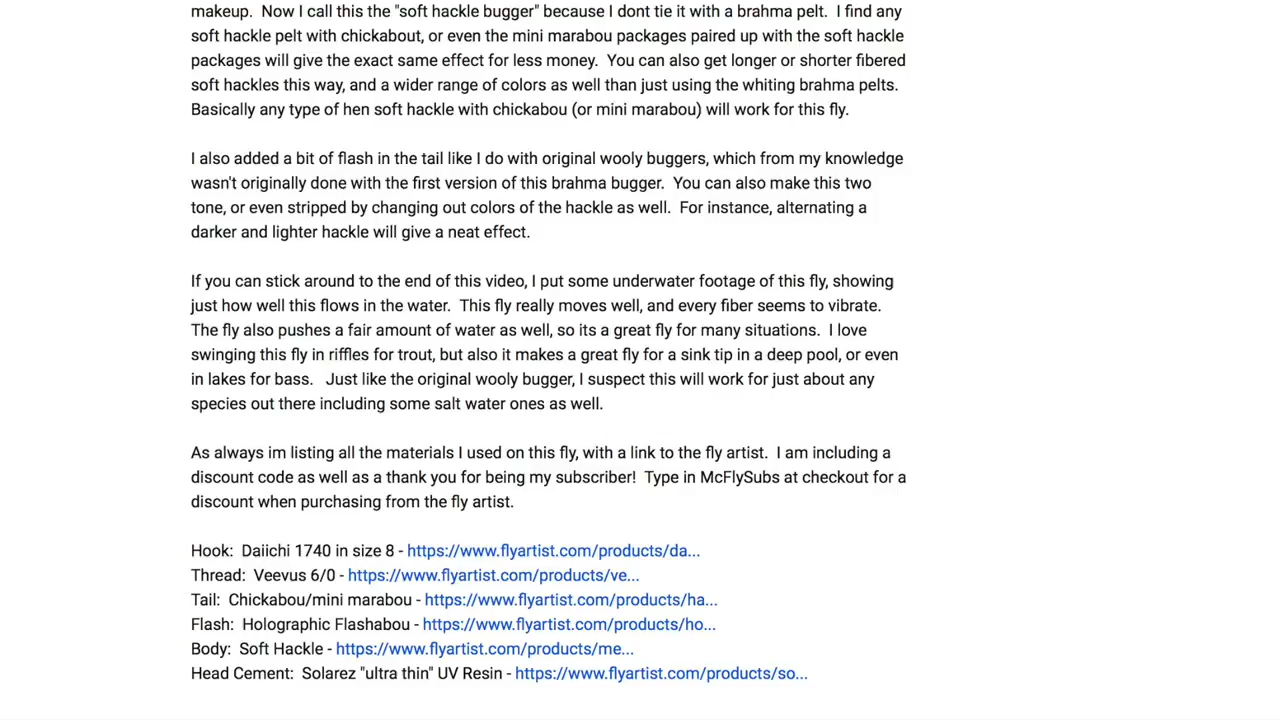 makeup.  Now I call this the "soft hackle bugger" because I dont tie it with a brahma pelt.  I find any
soft hackle pelt with chickabout, or even the mini marabou packages paired up with the soft hackle
packages will give the exact same effect for less money.  You can also get longer or shorter fibered
soft hackles this way, and a wider range of colors as well than just using the whiting brahma pelts.
Basically any type of hen soft hackle with chickabou (or mini marabou) will work for this fly.

I also added a bit of flash in the tail like I do with original wooly buggers, which from my knowledge
wasn't originally done with the first version of this brahma bugger.  You can also make this two
tone, or even stripped by changing out colors of the hackle as well.  For instance, alternating a
darker and lighter hackle will give a neat effect.

If you can stick around to the end of this video, I put some underwater footage of this fly, showing
just how well this flows in the water.  This fly really moves well, and every fiber seems to vibrate.
The fly also pushes a fair amount of water as well, so its a great fly for many situations.  I love
swinging this fly in riffles for trout, but also it makes a great fly for a sink tip in a deep pool, or even
in lakes for bass.   Just like the original wooly bugger, I suspect this will work for just about any
species out there including some salt water ones as well.

As always im listing all the materials I used on this fly, with a link to the fly artist.  I am including a
discount code as well as a thank you for being my subscriber!  Type in McFlySubs at checkout for a
discount when purchasing from the fly artist.

Hook:  Daiichi 1740 in size 8 - https://www.flyartist.com/products/da...
Thread:  Veevus 6/0 - https://www.flyartist.com/products/ve...
Tail:  Chickabou/mini marabou - https://www.flyartist.com/products/ha...
Flash:  Holographic Flashabou - https://www.flyartist.com/products/ho...
Body:  Soft Hackle - https://www.flyartist.com/products/me...
Head Cement:  Solarez "ultra thin" UV Resin - https://www.flyartist.com/products/so...